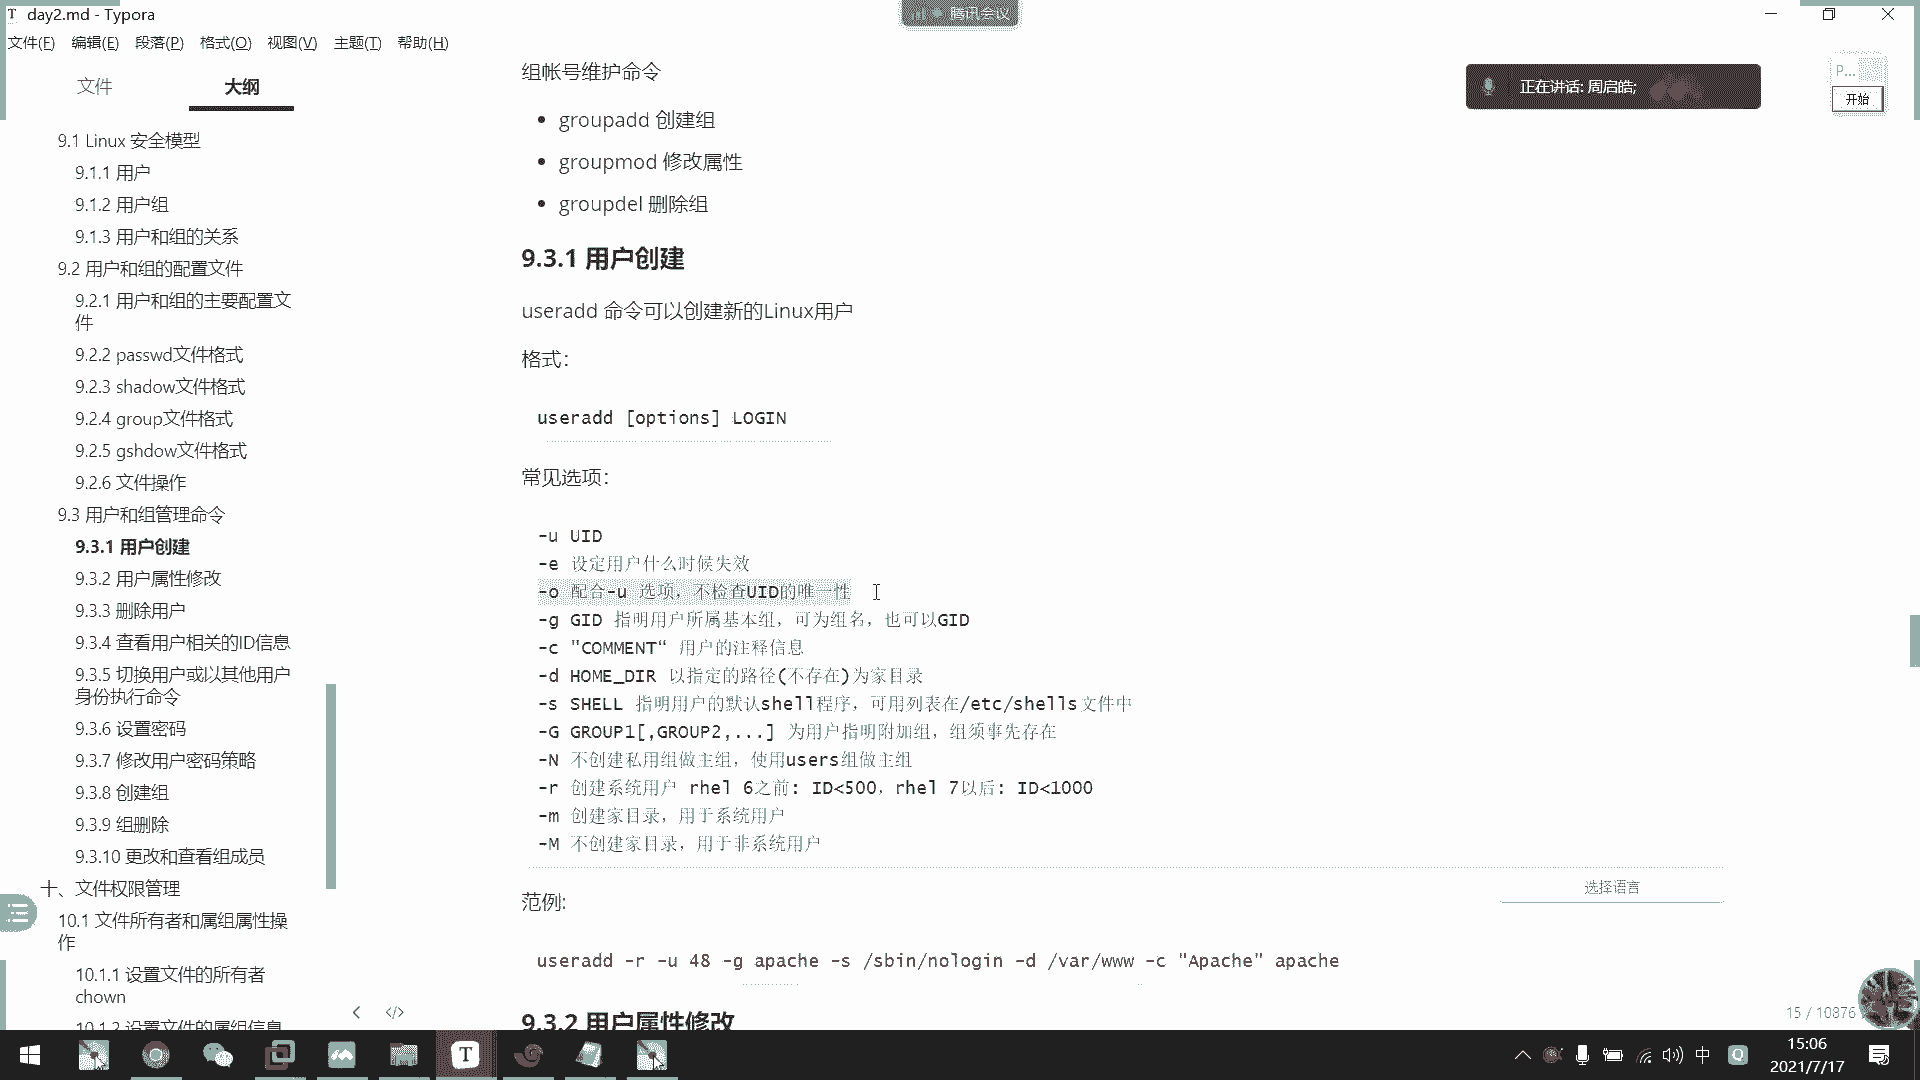 day2.md - Typora
腾讯会议
文件(F) 编辑(E) 段落(P) 格式(O) 视图(V) 主题(T) 帮助(H)
文件 大纲
9.1 Linux 安全模型
9.1.1 用户
9.1.2 用户组
9.1.3 用户和组的关系
9.2 用户和组的配置文件
9.2.1 用户和组的主要配置文
件
9.2.2 passwd文件格式
9.2.3 shadow文件格式
9.2.4 group文件格式
9.2.5 gshdow文件格式
9.2.6 文件操作
9.3 用户和组管理命令
9.3.1 用户创建
9.3.2 用户属性修改
9.3.3 删除用户
9.3.4 查看用户相关的ID信息
9.3.5 切换用户或以其他用户
身份执行命令
9.3.6 设置密码
9.3.7 修改用户密码策略
9.3.8 创建组
9.3.9 组删除
9.3.10 更改和查看组成员
十、文件权限管理
10.1 文件所有者和属组属性操
作
10.1.1 设置文件的所有者
chown
10.1.2 设置文件的属组信息
组帐号维护命令
groupadd 创建组
groupmod 修改属性
groupdel 删除组
9.3.1 用户创建
useradd 命令可以创建新的Linux用户
格式：
useradd [options] LOGIN
常见选项：
-u UID
-e 设定用户什么时候失效
-o 配合-u 选项，不检查UID的唯一性
-g GID 指明用户所属基本组，可为组名，也可以GID
-c "COMMENT“ 用户的注释信息
-d HOME_DIR 以指定的路径(不存在)为家目录
-s SHELL 指明用户的默认shell程序，可用列表在/etc/shells文件中
-G GROUP1[,GROUP2,...] 为用户指明附加组，组须事先存在
-N 不创建私用组做主组，使用users组做主组
-r 创建系统用户 rhel 6之前: ID<500，rhel 7以后: ID<1000
-m 创建家目录，用于系统用户
-M 不创建家目录，用于非系统用户
选择语言
范例:
useradd -r -u 48 -g apache -s /sbin/nologin -d /var/www -c "Apache" apache
9.3.2 用户属性修改
正在讲话: 周启皓;
P...
开始
15 / 10876
中
15:06
2021/7/17